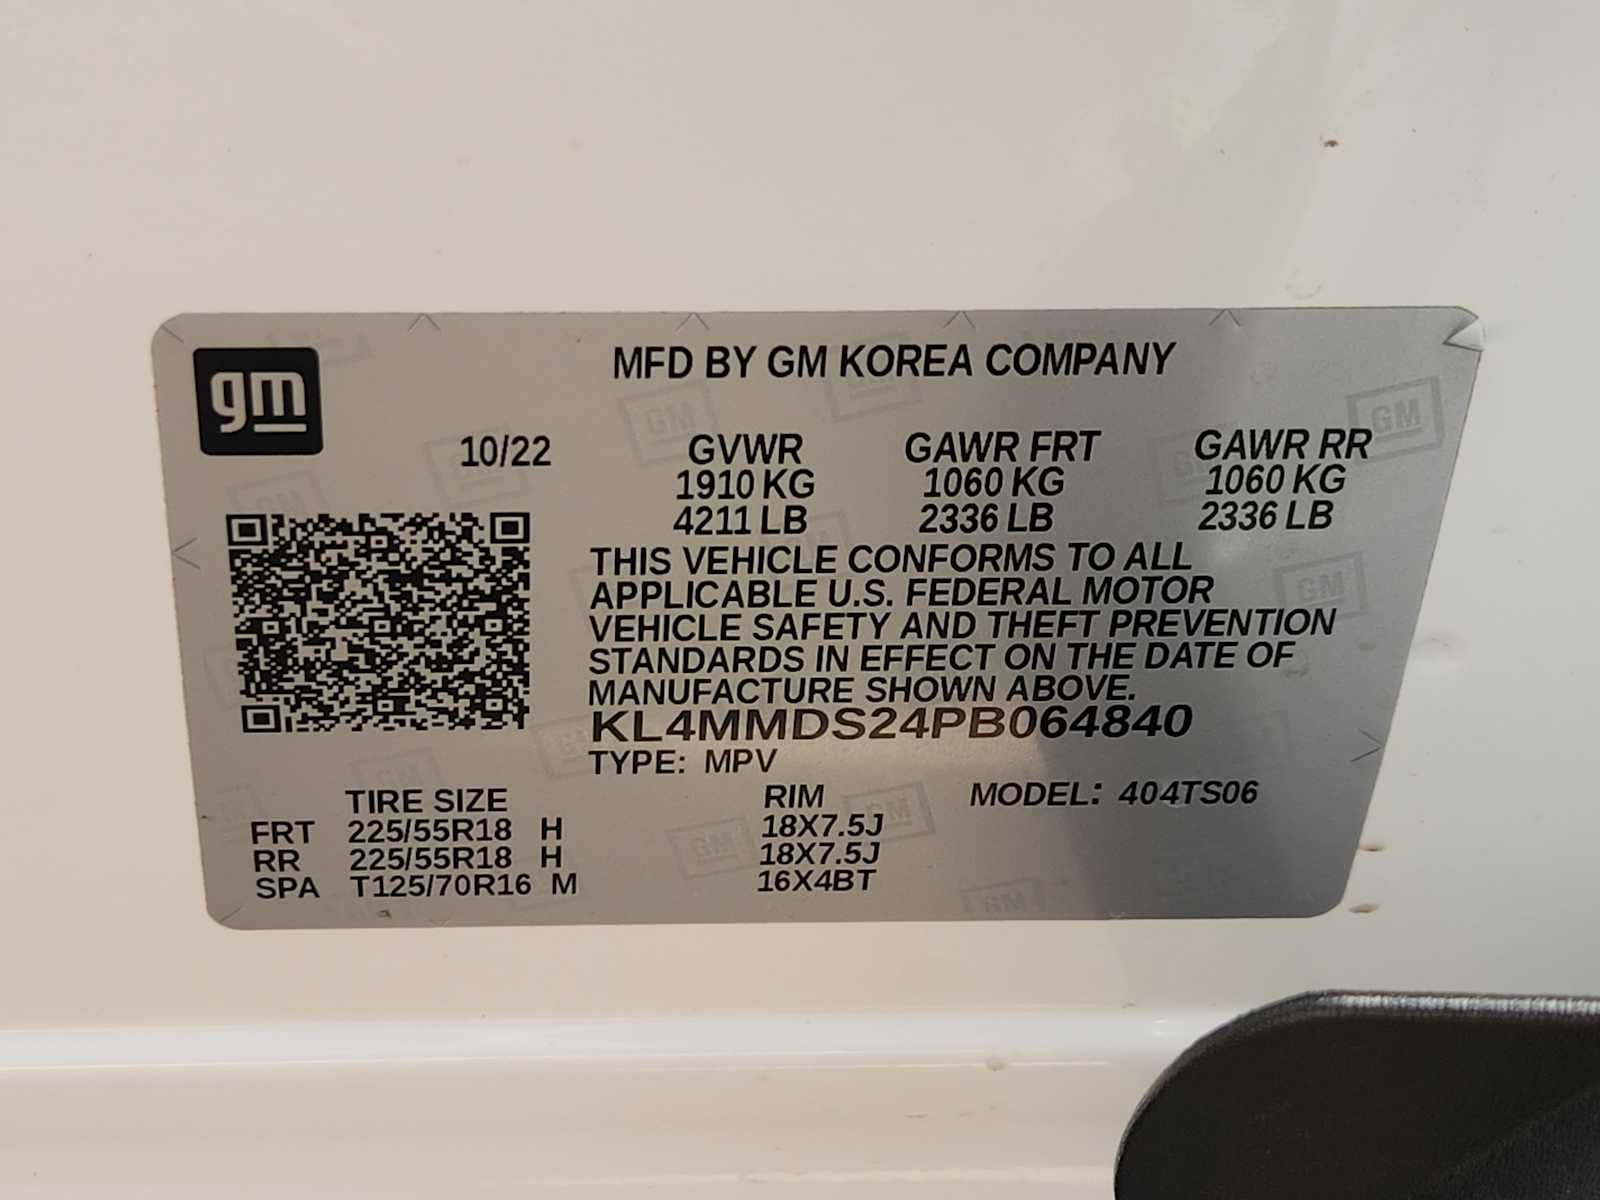 gm
MFD BY GM KOREA COMPANY
10/22 GVWR GAWR FRT GAWR RR
1910 KG 1060 KG 1060 KG
4211 LB 2336 LB 2336 LB
THIS VEHICLE CONFORMS TO ALL
APPLICABLE U.S. FEDERAL MOTOR
VEHICLE SAFETY AND THEFT PREVENTION
STANDARDS IN EFFECT ON THE DATE OF
MANUFACTURE SHOWN ABOVE.
KL4MMDS24PB064840
TYPE: MPV
TIRE SIZE RIM MODEL: 404TS06
FRT 225/55R18 H 18X7.5J
RR 225/55R18 H 18X7.5J
SPA T125/70R16 M 16X4BT